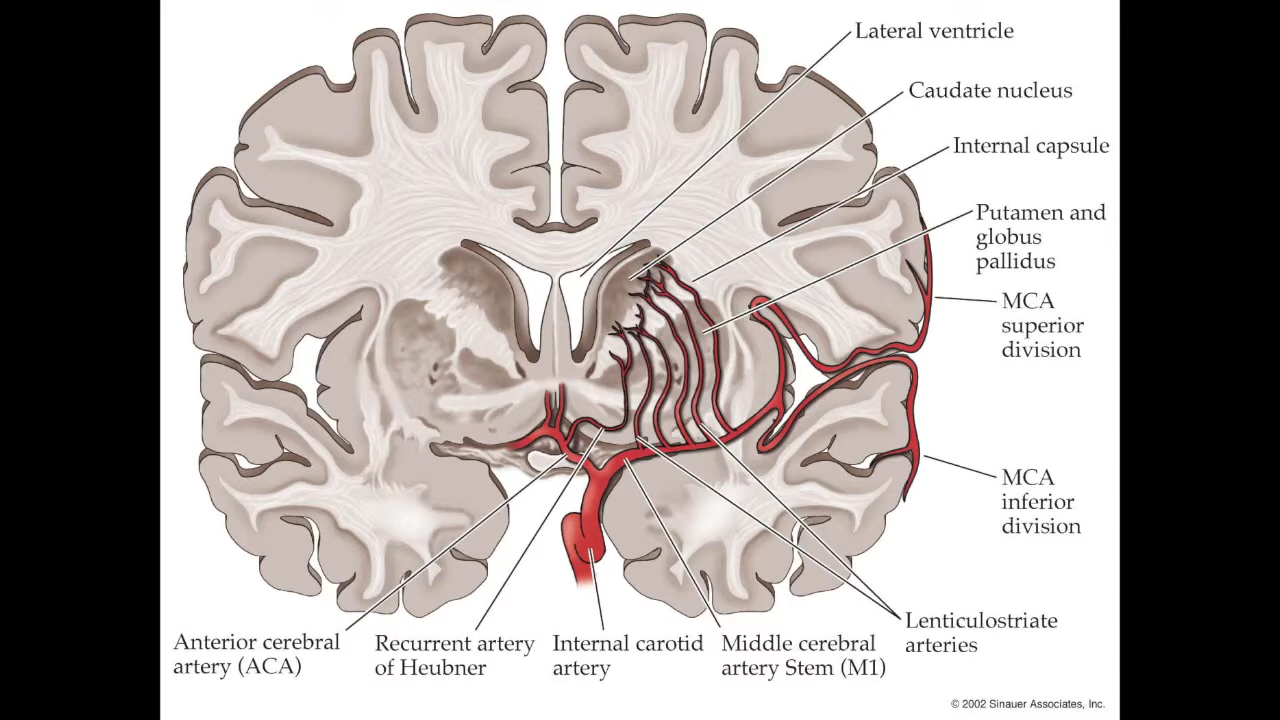 Lateral ventricle
Caudate nucleus
Internal capsule
Putamen and
globus
pallidus
MCA
superior
division
MCA
inferior
division
Lenticulostriate
arteries
Anterior cerebral
artery (ACA)
Recurrent artery
of Heubner
Internal carotid
artery
Middle cerebral
artery Stem (M1)
© 2002 Sinauer Associates, Inc.